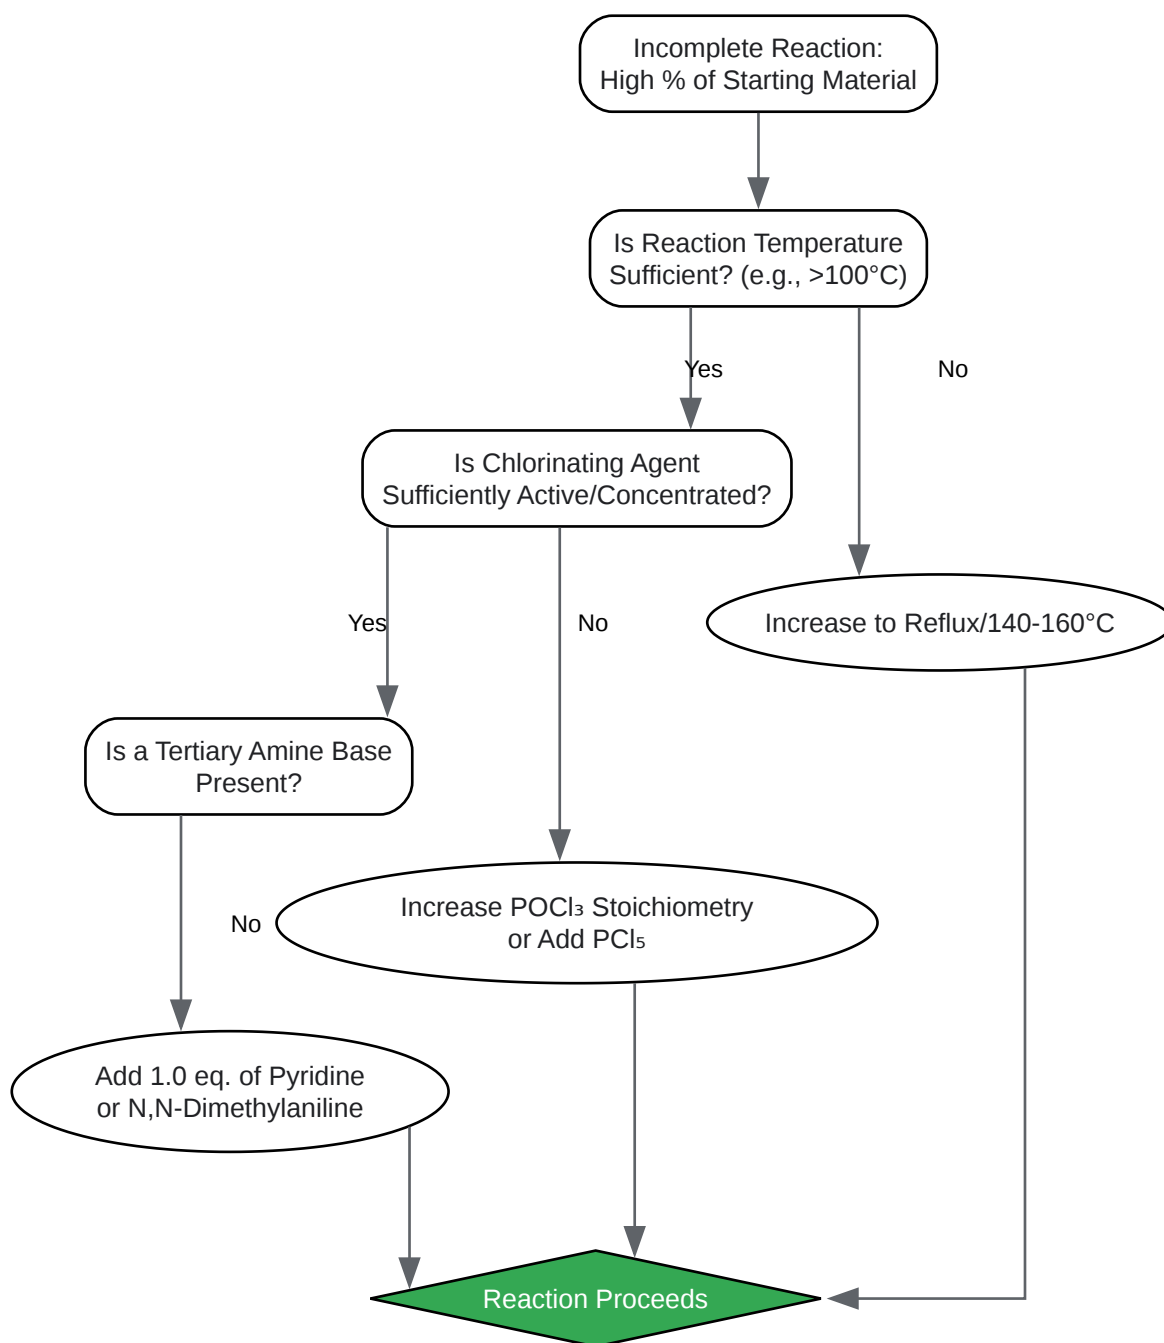 Incomplete Reaction:
High % of Starting Material
Is Reaction Temperature
Sufficient? (e.g., >100°C)
Yes
No
Is Chlorinating Agent
Sufficiently Active/Concentrated?
Yes
No
Increase to Reflux/140-160°C
Is a Tertiary Amine Base
Present?
No
Increase POCl₃ Stoichiometry
or Add PCl₅
Add 1.0 eq. of Pyridine
or N,N-Dimethylaniline
Reaction Proceeds